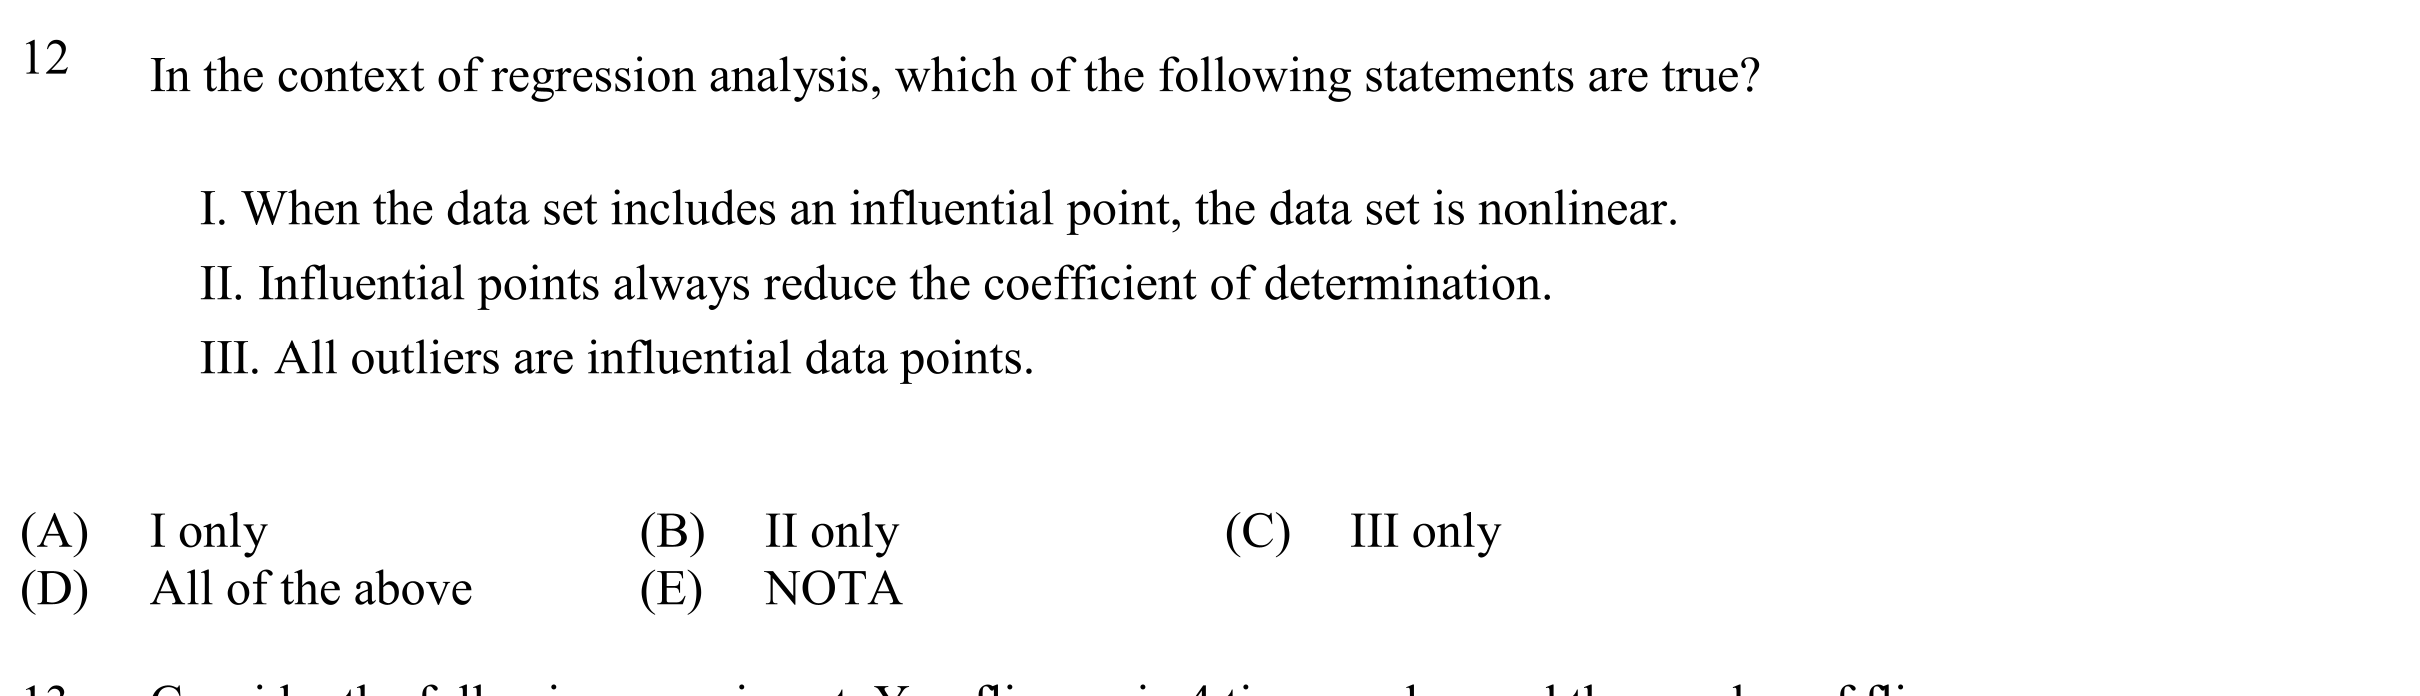 12 In the context of regression analysis, which of the following statements are true?
I. When the data set includes an influential point, the data set is nonlinear.
II. Influential points always reduce the coefficient of determination.
III. All outliers are influential data points.
(A) I only (B) II only (C) III only
(D) All of the above (E) NOTA